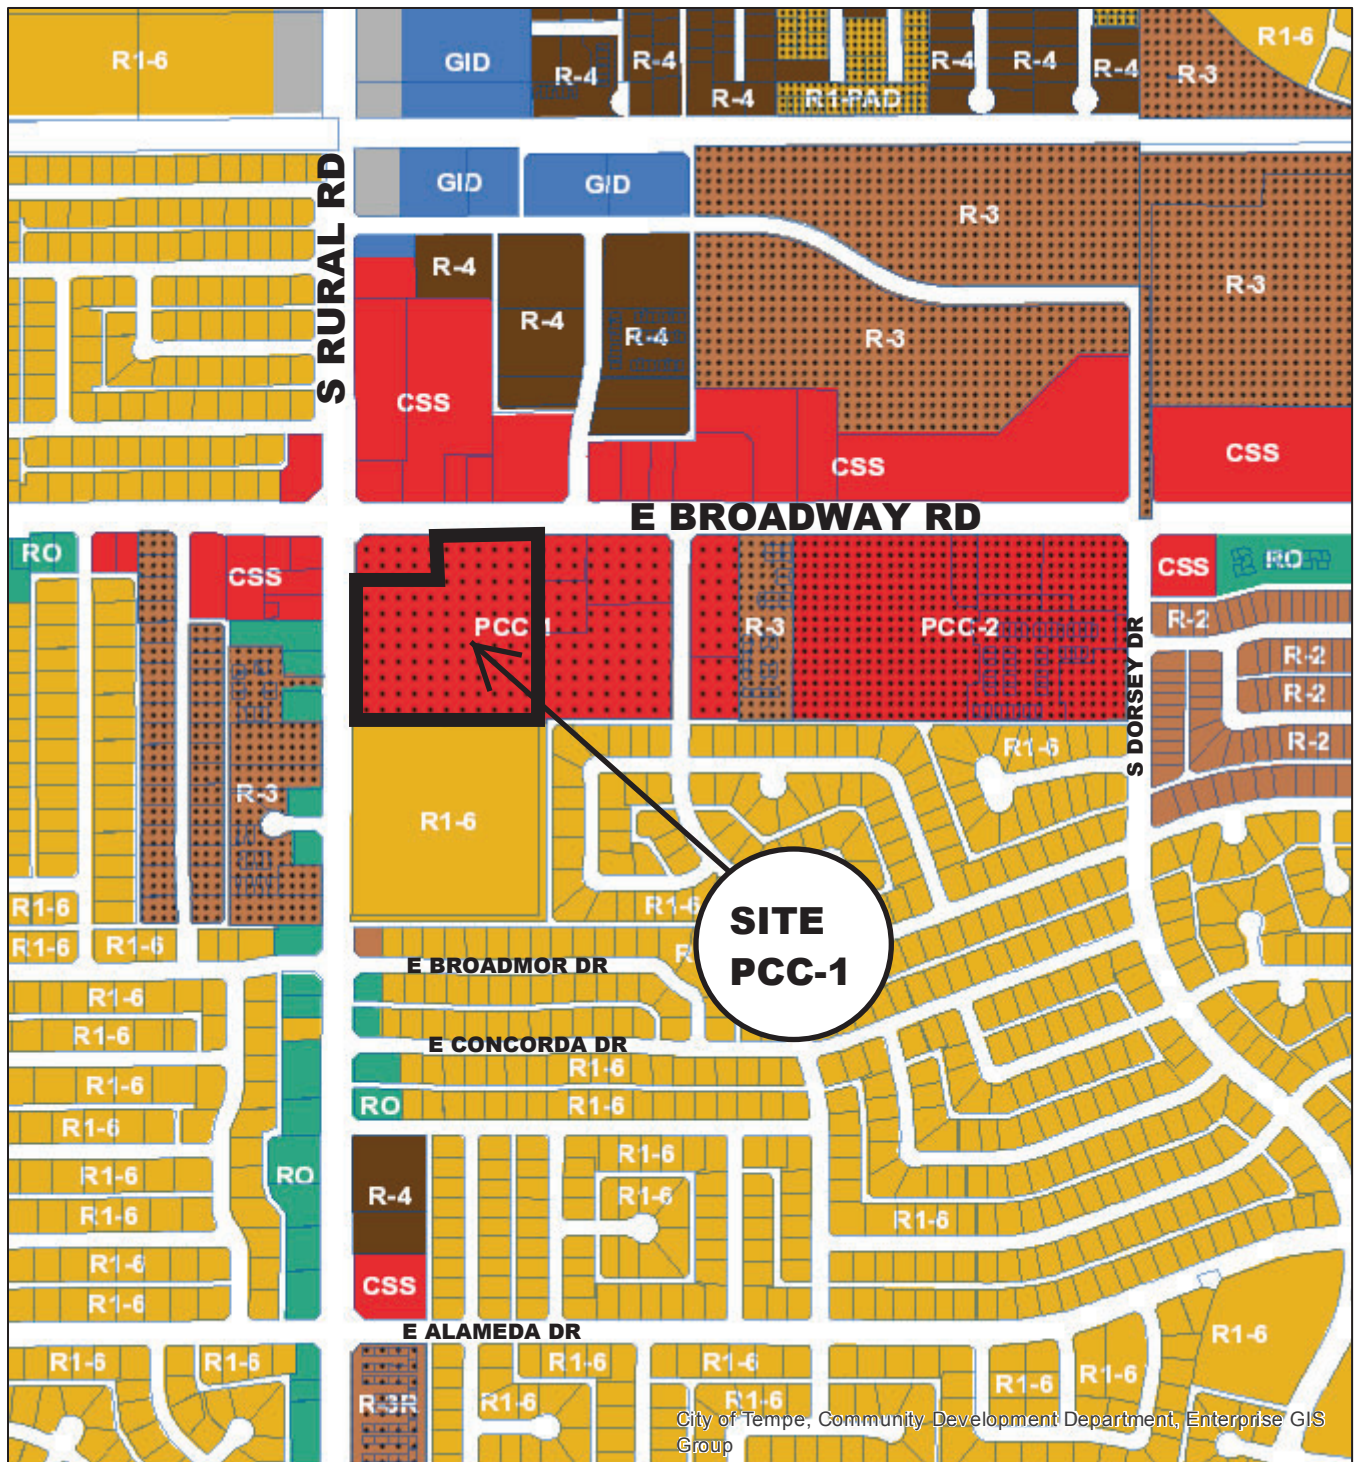 R1-6
GID
R-4
R-4
R-4
R1-PAD
R-4
R-4
R-4
R-3
R1-6
S RURAL RD
GID
GID
R-3
R-3
R-4
R-4
R-4
R-3
CSS
CSS
CSS
E BROADWAY RD
RO
CSS
PCC-1
R-3
PCC-2
CSS
RO
R-2
R-2
R-2
R-2
S DORSEY DR
R1-6
R-3
R1-6
R1-6
R1-6
R1-6
R1-6
SITE
PCC-1
E BROADMOR DR
R1-6
R1-6
E CONCORDA DR
R1-6
R1-6
RO
R1-6
R1-6
R1-6
R1-6
R1-6
RO
R-4
R1-6
R1-6
R1-6
R1-6
R1-6
CSS
E ALAMEDA DR
R1-6
R1-6
R1-6
R1-6
R1-6
R1-6
R1-6
R-3R
R1-6
R1-6
City of Tempe, Community Development Department, Enterprise GIS
Group